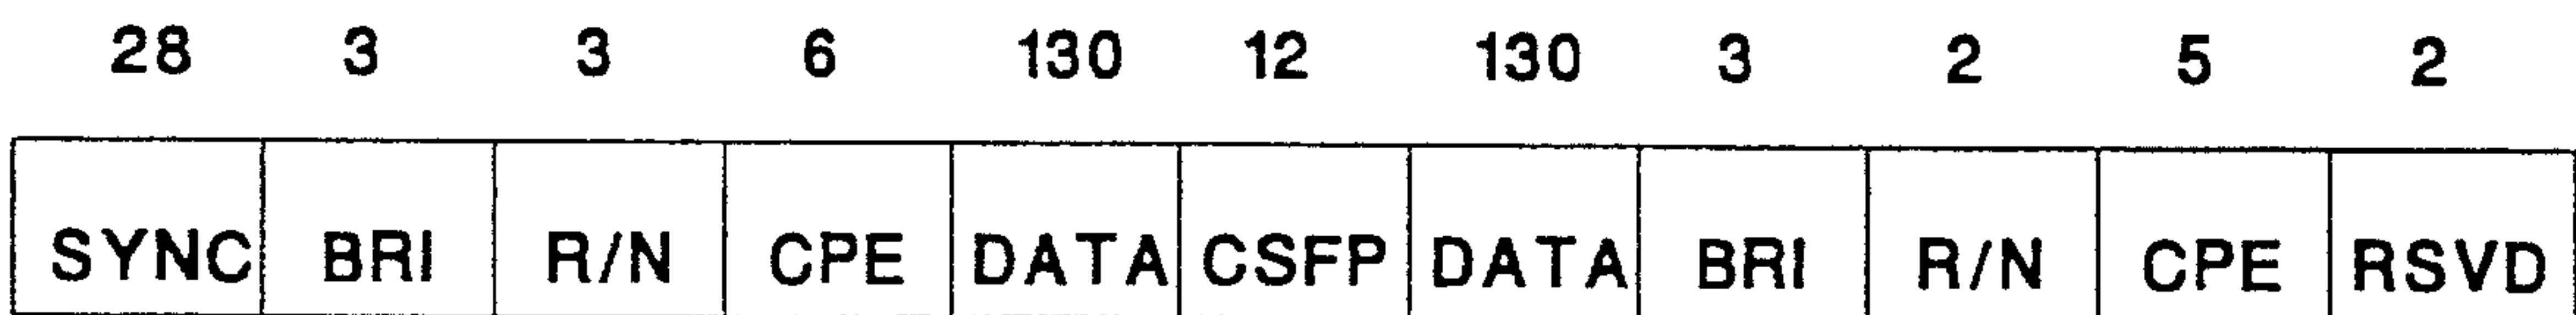 28 3 3 6 130 12 130 3 2 5 2
SYNC BRI R/N CPE DATA CSFP DATA BRI R/N CPE RSVD